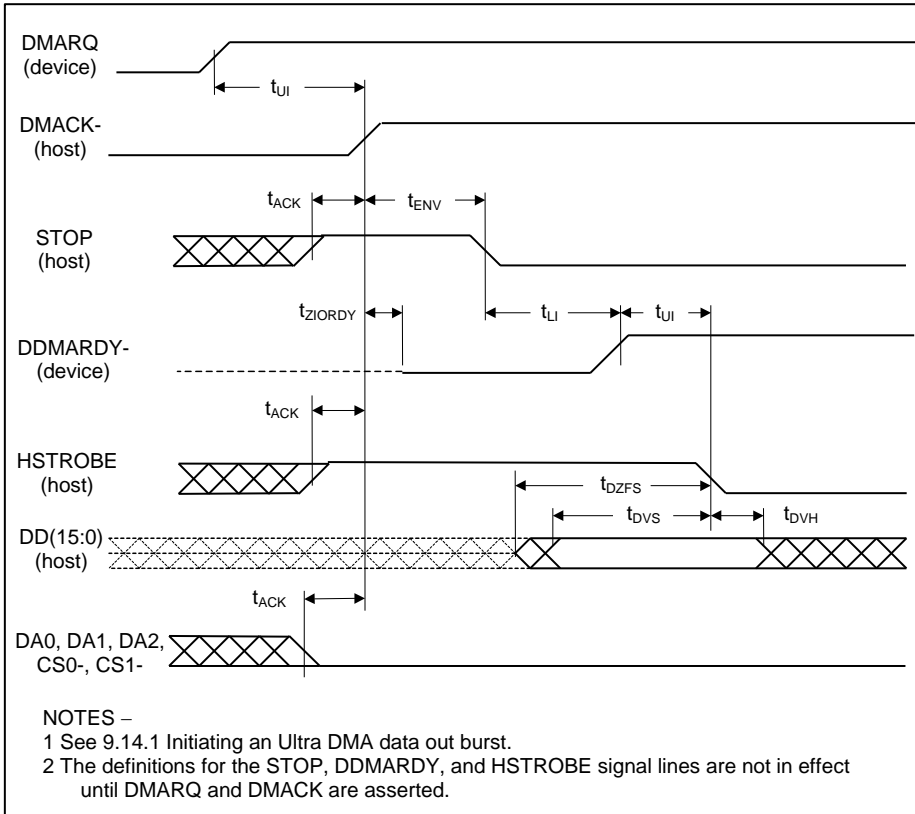 DMARQ
(device)
tUI
DMACK-
(host)
tACK
tENV
STOP
(host)
tZIORDY
tLI
tUI
DDMARDY-
(device)
tACK
HSTROBE
(host)
tDZFS
tDVS
tDVH
DD(15:0)
(host)
tACK
DA0, DA1, DA2,
CS0-, CS1-
NOTES –
1 See 9.14.1 Initiating an Ultra DMA data out burst.
2 The definitions for the STOP, DDMARDY, and HSTROBE signal lines are not in effect
until DMARQ and DMACK are asserted.